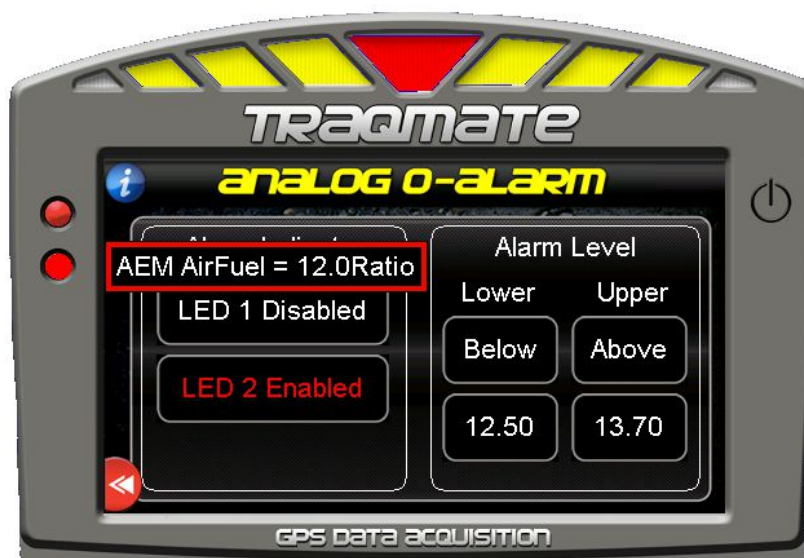 TRAQMATE
ANALOG 0-ALARM
AEM AirFuel = 12.0Ratio
LED 1 Disabled
LED 2 Enabled
Alarm Level
Lower Upper
Below Above
12.50 13.70
GPS DATA ACQUISITION